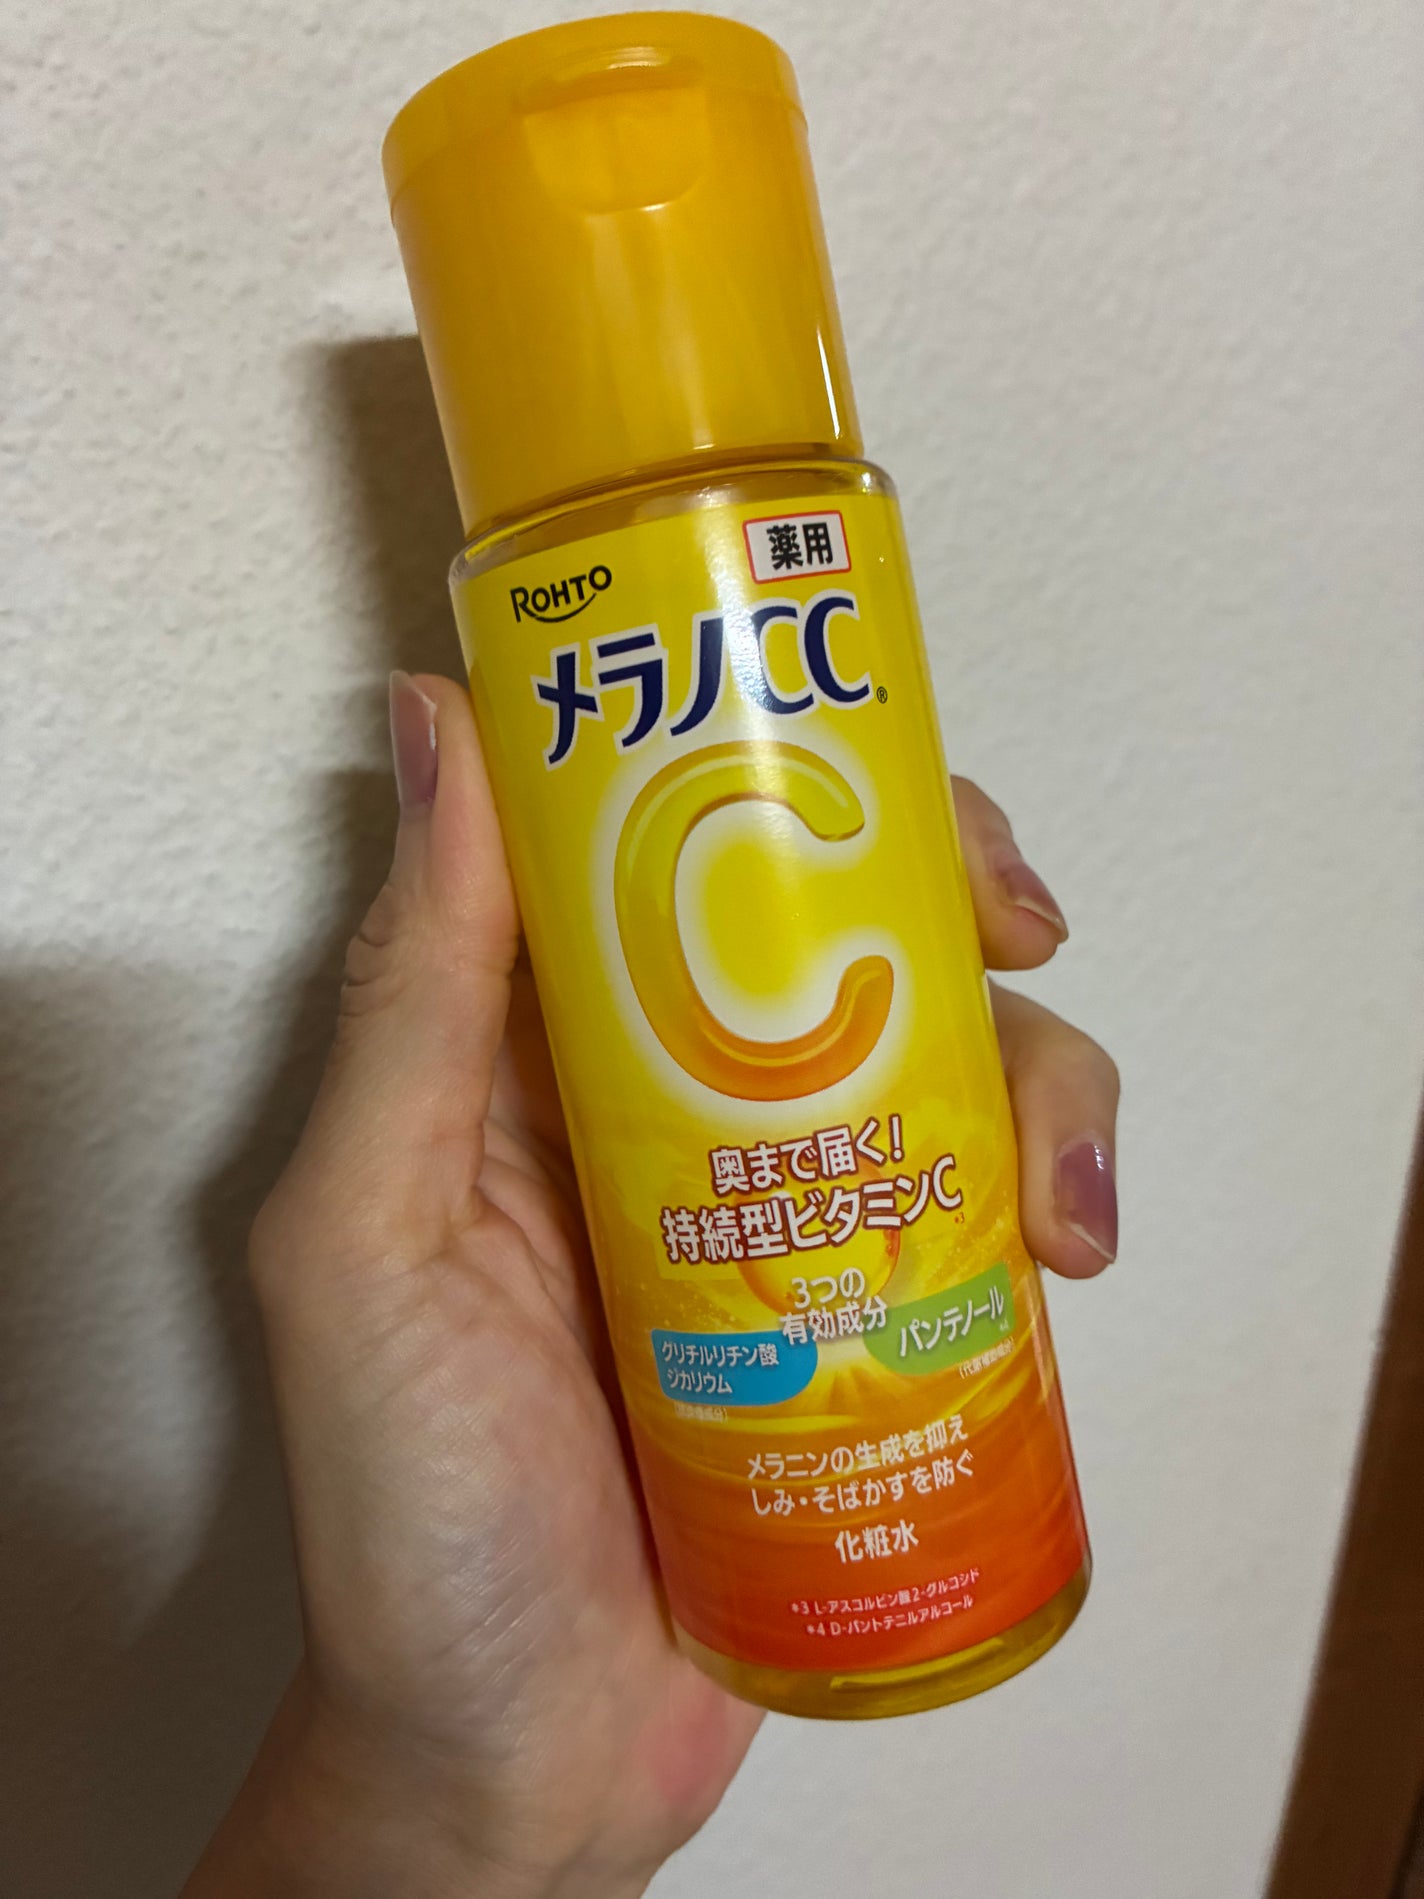 薬用
ROHTO
メラノCC®
C
奥まで届く!
持続型ビタミンC*3
3つの
有効成分
グリチルリチン酸
ジカリウム
パンテノール*4
メラニンの生成を抑え
しみ・そばかすを防ぐ
化粧水
*3 L-アスコルビン酸2-グルコシド
*4 D-パントテニルアルコール